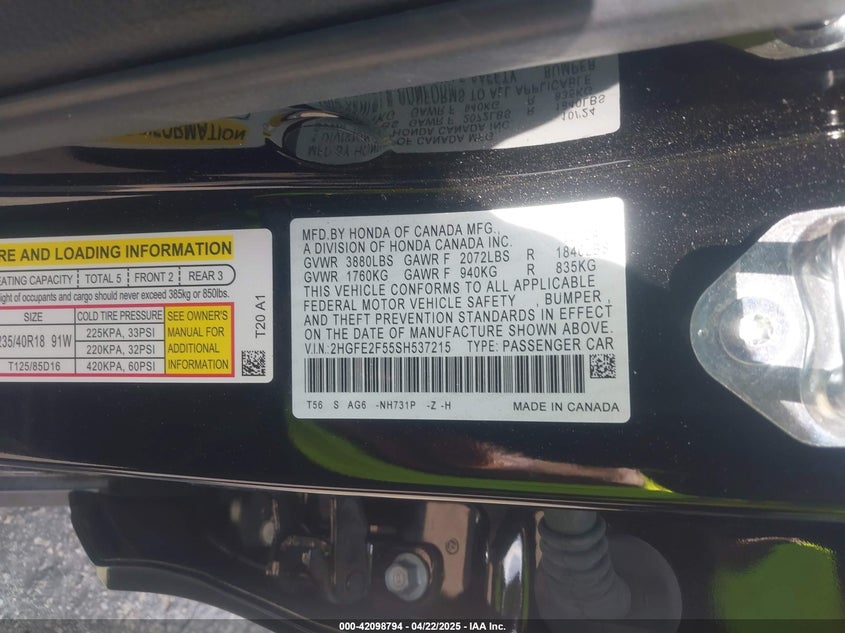 RE AND LOADING INFORMATION
EATING CAPACITY TOTAL 5 FRONT 2 REAR 3
ight of occupants and cargo should never exceed 385kg or 850lbs.
SIZE COLD TIRE PRESSURE SEE OWNER'S MANUAL FOR ADDITIONAL INFORMATION
235/40R18 91W 225KPA, 33PSI
220KPA, 32PSI
T125/85D16 420KPA, 60PSI
T20 A1
MFD.BY HONDA OF CANADA MFG.,
A DIVISION OF HONDA CANADA INC.
GVWR 3880LBS GAWR F 2072LBS R
GVWR 1760KG GAWR F 940KG R 835KG
THIS VEHICLE CONFORMS TO ALL APPLICABLE
FEDERAL MOTOR VEHICLE SAFETY , BUMPER ,
AND THEFT PREVENTION STANDARDS IN EFFECT
ON THE DATE OF MANUFACTURE SHOWN ABOVE.
V.I.N. 2HGFE2F55SH537215 TYPE: PASSENGER CAR
T56 S AG6 -NH731P -Z -H MADE IN CANADA
000-42098794 - 04/22/2025 - IAA Inc.